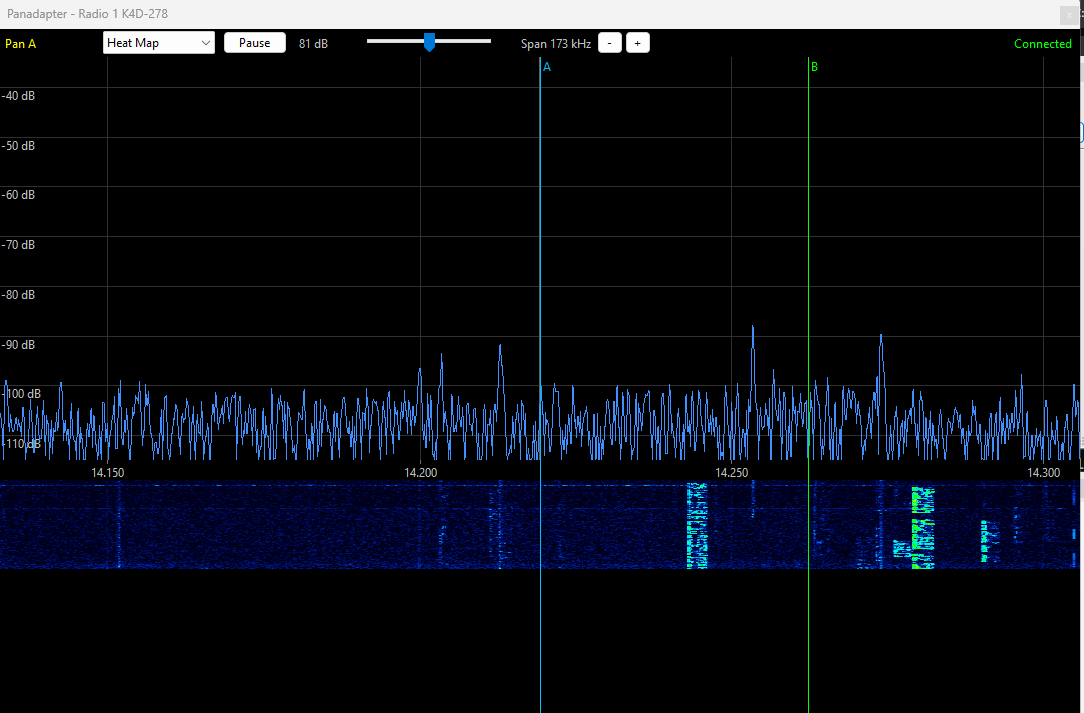 Panadapter - Radio 1 K4D-278
x
Pan A
Heat Map
Pause
81 dB
Span 173 kHz
-
+
Connected
A
B
-40 dB
-50 dB
-60 dB
-70 dB
-80 dB
-90 dB
-100 dB
-110 dB
14.150
14.200
14.250
14.300